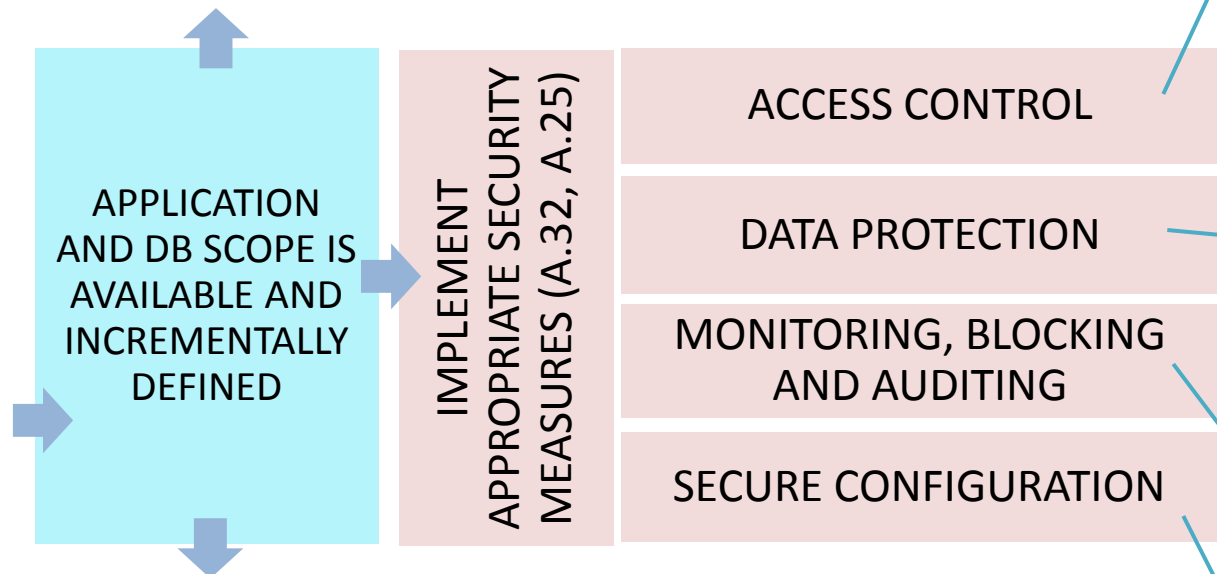 APPLICATION
AND DB SCOPE IS
AVAILABLE AND
INCREMENTALLY
DEFINED
IMPLEMENT
APPROPRIATE SECURITY
MEASURES (A.32, A.25)
ACCESS CONTROL
DATA PROTECTION
MONITORING, BLOCKING
AND AUDITING
SECURE CONFIGURATION